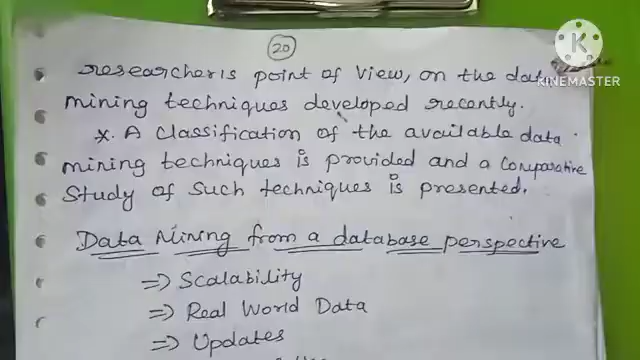 20
researcher's point of view, on the data
KINEMASTER
mining techniques developed recently.
*. A Classification of the available data
mining techniques is provided and a Comparative
Study of Such techniques is presented.
Data Mining from a database perspective
=> Scalability
=> Real World Data
=> Updates